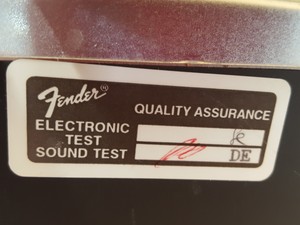 Fender®
QUALITY ASSURANCE
ELECTRONIC
TEST
SOUND TEST DE